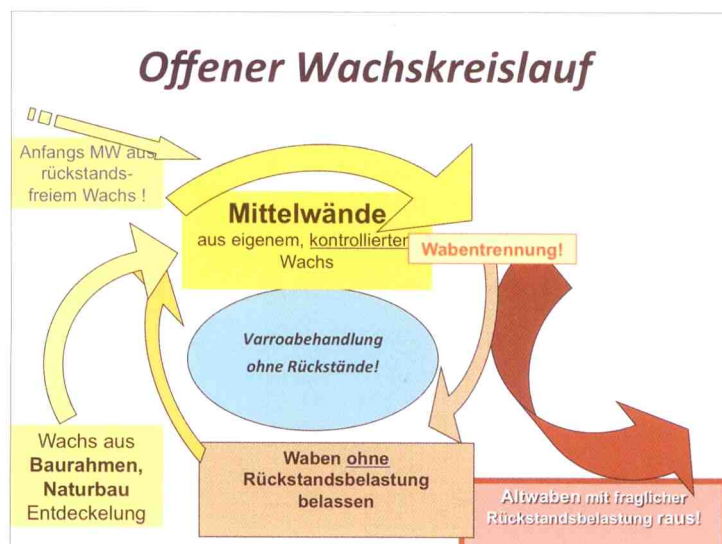 Offener Wachskreislauf
Anfangs MW aus
rückstands-
freiem Wachs !
Mittelwände
aus eigenem, kontrollierten
Wachs
Wabentrennung!
Varroabehandlung
ohne Rückstände!
Wachs aus
Baurahmen,
Naturbau
Entdeckelung
Waben ohne
Rückstandsbelastung
belassen
Altwaben mit fraglicher
Rückstandsbelastung raus!